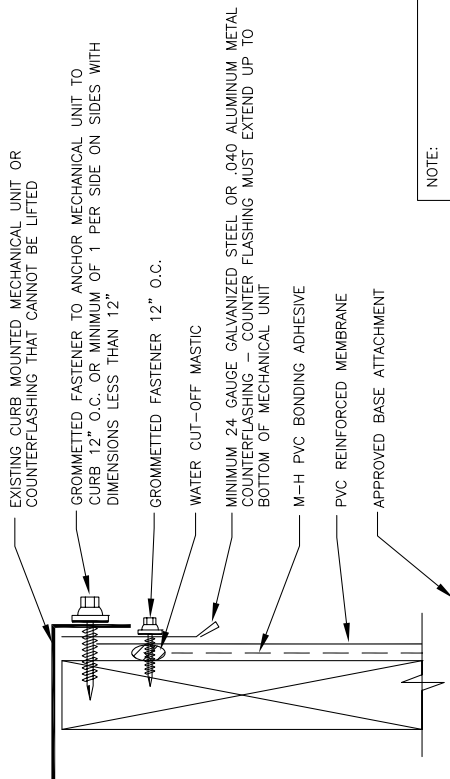 EXISTING CURB MOUNTED MECHANICAL UNIT OR
COUNTERFLASHING THAT CANNOT BE LIFTED
GROMMETTED FASTENER TO ANCHOR MECHANICAL UNIT TO
CURB 12" O.C. OR MINIMUM OF 1 PER SIDE ON SIDES WITH
DIMENSIONS LESS THAN 12"
GROMMETTED FASTENER 12" O.C.
WATER CUT-OFF MASTIC
MINIMUM 24 GAUGE GALVANIZED STEEL OR .040 ALUMINUM METAL
COUNTERFLASHING – COUNTER FLASHING MUST EXTEND UP TO
BOTTOM OF MECHANICAL UNIT
M-H PVC BONDING ADHESIVE
PVC REINFORCED MEMBRANE
APPROVED BASE ATTACHMENT
NOTE: